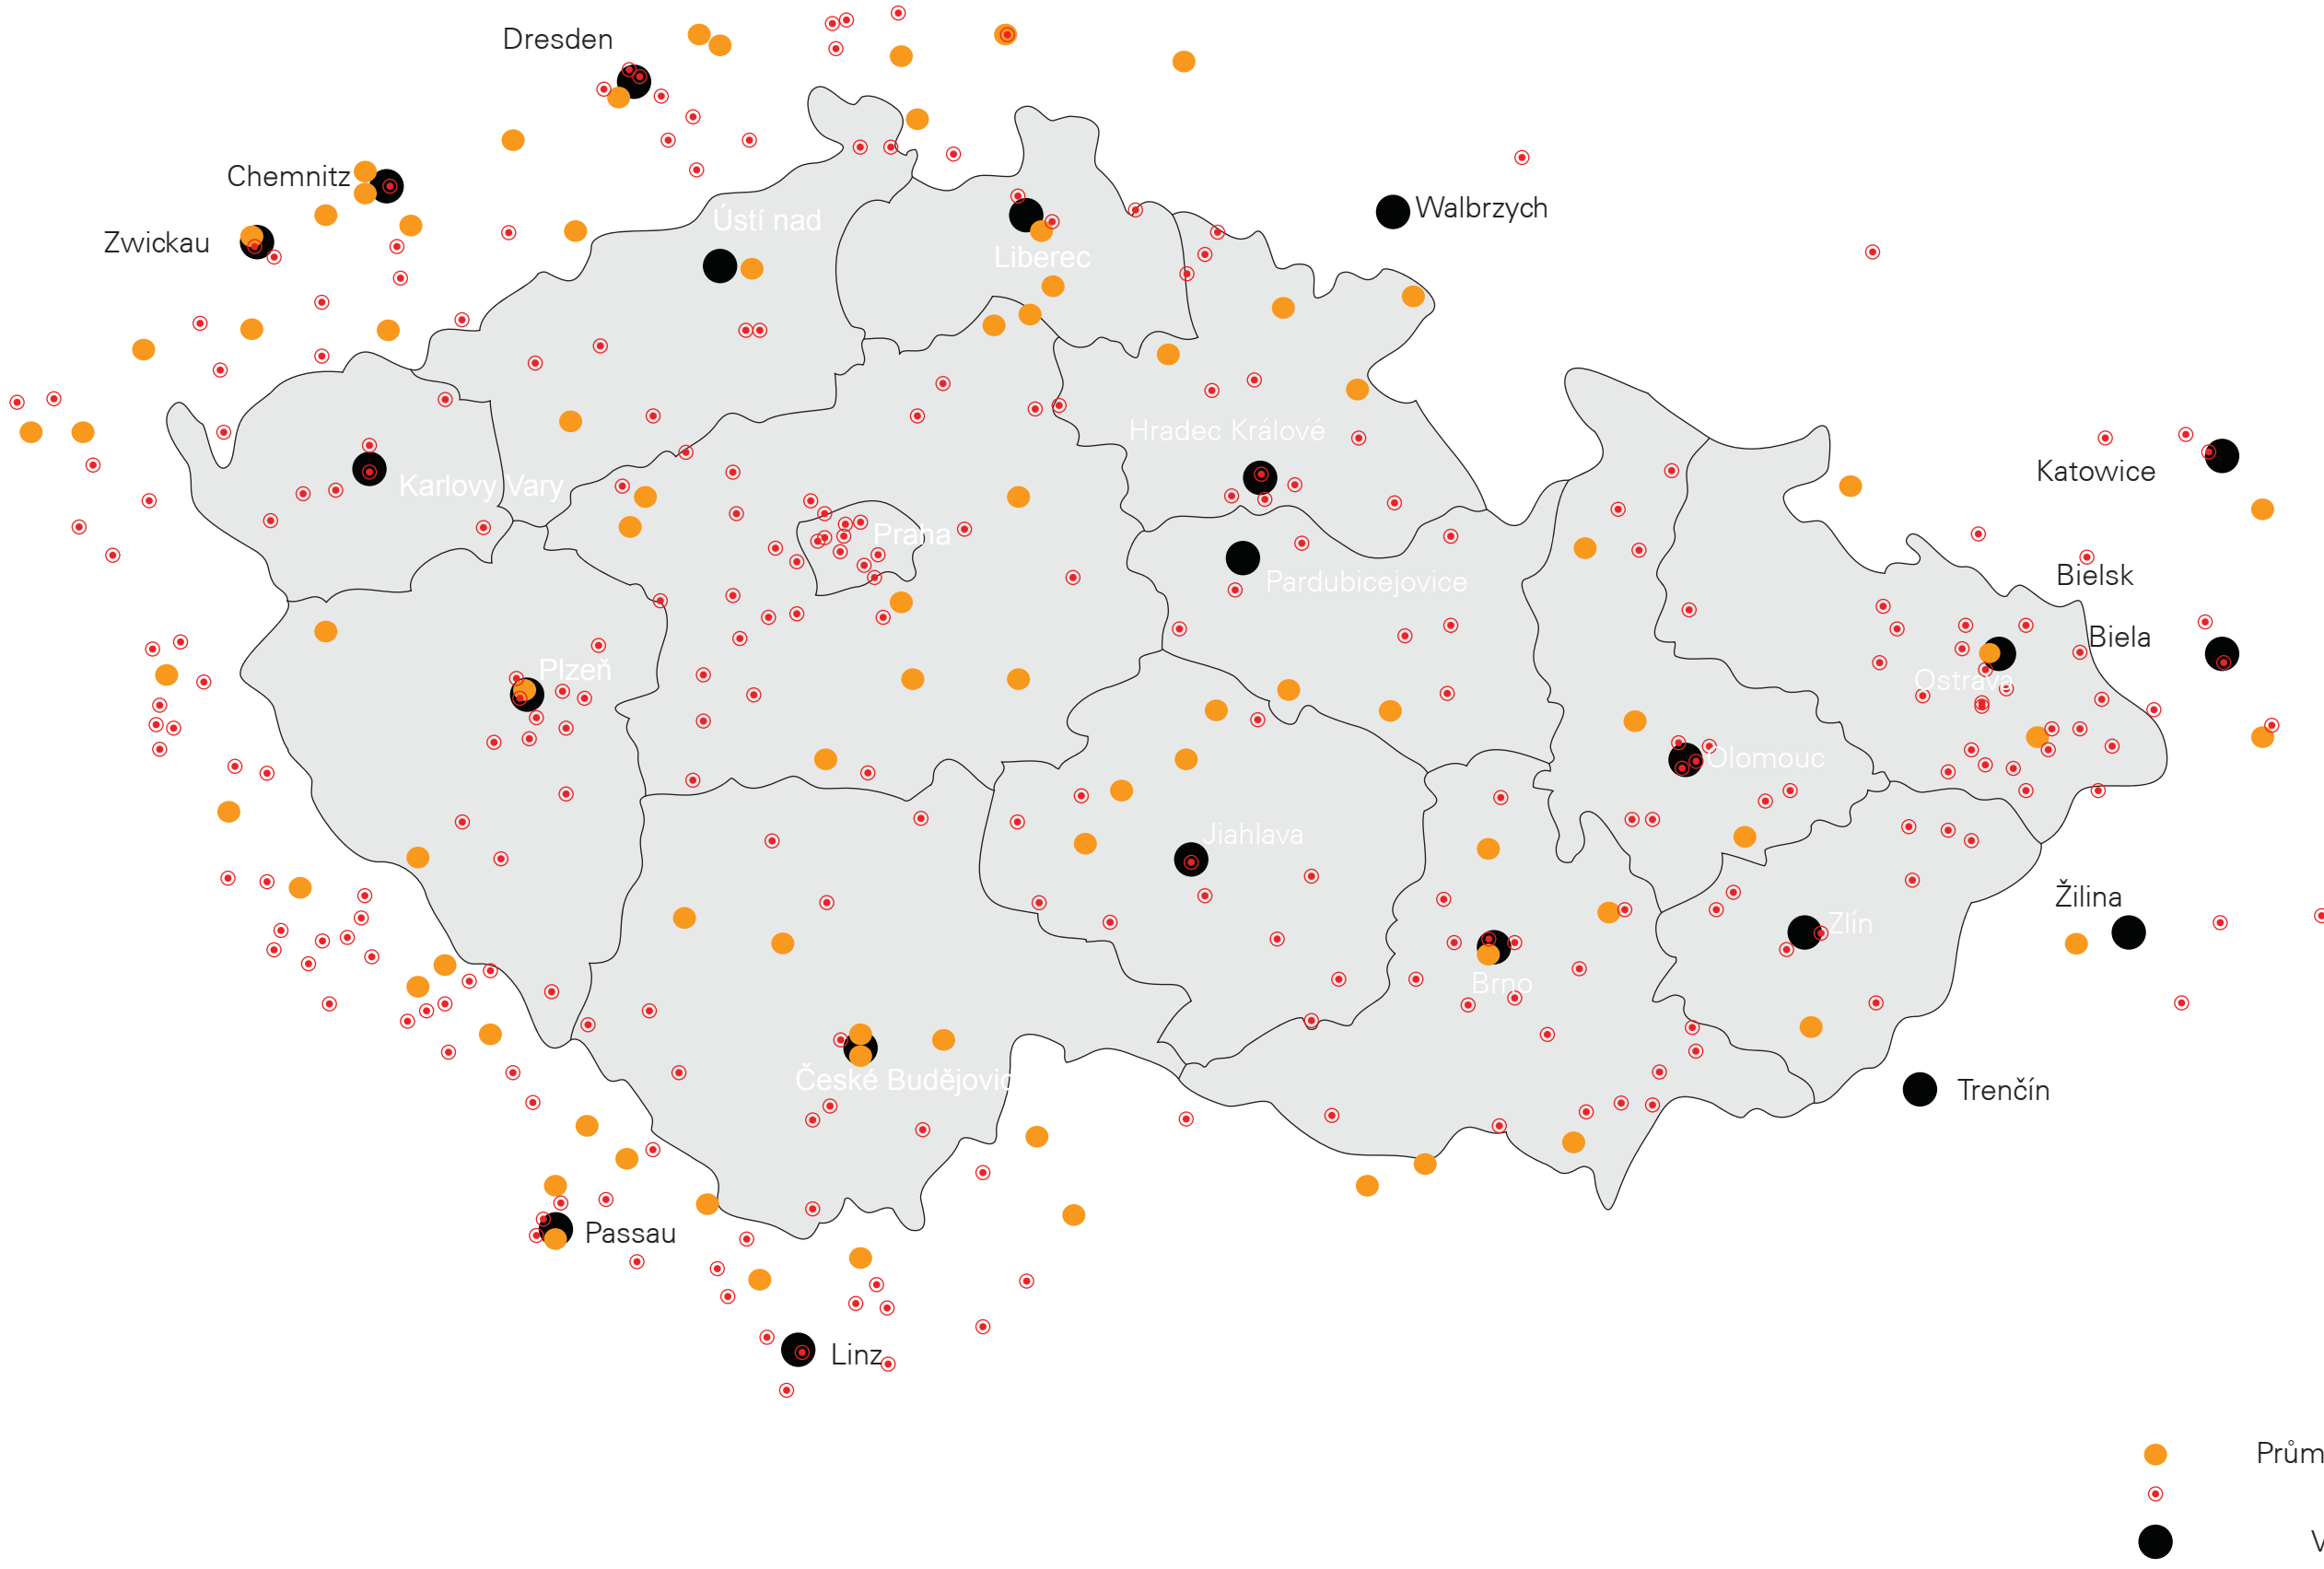 Dresden
Chemnitz
Walbrzych
Ústí nad
Zwickau
Liberec
Hradec Králové
Katowice
Karlovy Vary
Praha
Bielsk
Pardubicejovice
Biela
Plzeň
Ostrava
Olomouc
Jiahlava
Žilina
Zlín
Brno
České Budějovic
Trenčín
Passau
Linz
Prům
V